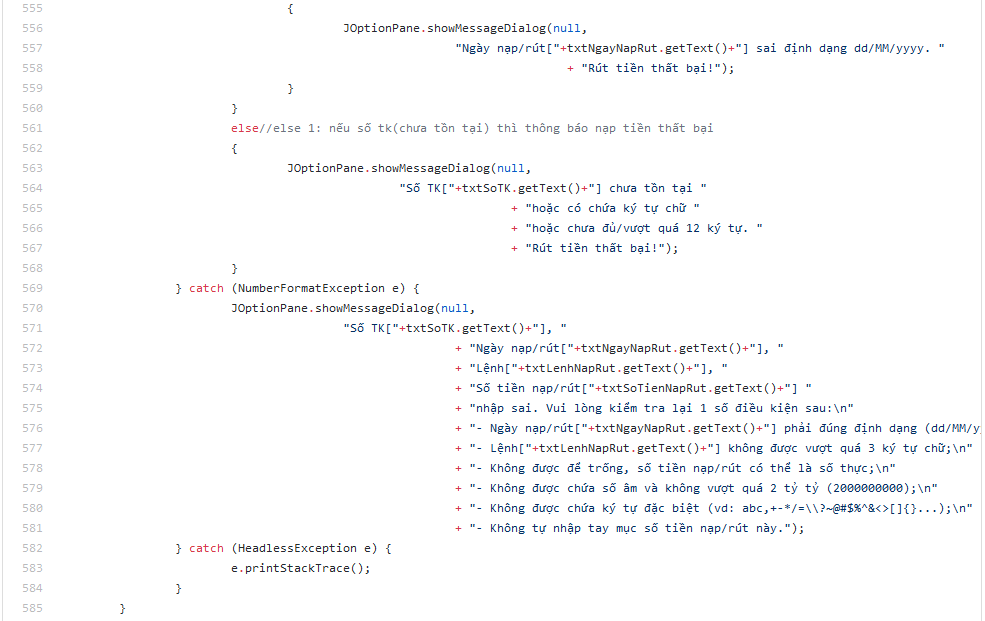 555 {
556 JOptionPane.showMessageDialog(null,
557 "Ngày nạp/rút["+txtNgayNapRut.getText()+"] sai định dạng dd/MM/yyyy. "
558 + "Rút tiền thất bại!");
559 }
560 }
561 else//else 1: nếu số tk(chưa tồn tại) thì thông báo nạp tiền thất bại
562 {
563 JOptionPane.showMessageDialog(null,
564 "Số TK["+txtSoTK.getText()+"] chưa tồn tại "
565 + "hoặc có chứa ký tự chữ "
566 + "hoặc chưa đủ/vượt quá 12 ký tự. "
567 + "Rút tiền thất bại!");
568 }
569 } catch (NumberFormatException e) {
570 JOptionPane.showMessageDialog(null,
571 "Số TK["+txtSoTK.getText()+"], "
572 + "Ngày nạp/rút["+txtNgayNapRut.getText()+"], "
573 + "Lệnh["+txtLenhNapRut.getText()+"], "
574 + "Số tiền nạp/rút["+txtSoTienNapRut.getText()+"] "
575 + "nhập sai. Vui lòng kiểm tra lại 1 số điều kiện sau:\n"
576 + "- Ngày nạp/rút["+txtNgayNapRut.getText()+"] phải đúng định dạng (dd/MM/y
577 + "- Lệnh["+txtLenhNapRut.getText()+"] không được vượt quá 3 ký tự chữ;\n"
578 + "- Không được để trống, số tiền nạp/rút có thể là số thực;\n"
579 + "- Không được chứa số âm và không vượt quá 2 tỷ tỷ (2000000000);\n"
580 + "- Không được chứa ký tự đặc biệt (vd: abc,+-*/=\\?~@#$%^&<>[]{}...);\n"
581 + "- Không tự nhập tay mục số tiền nạp/rút này.");
582 } catch (HeadlessException e) {
583 e.printStackTrace();
584 }
585 }